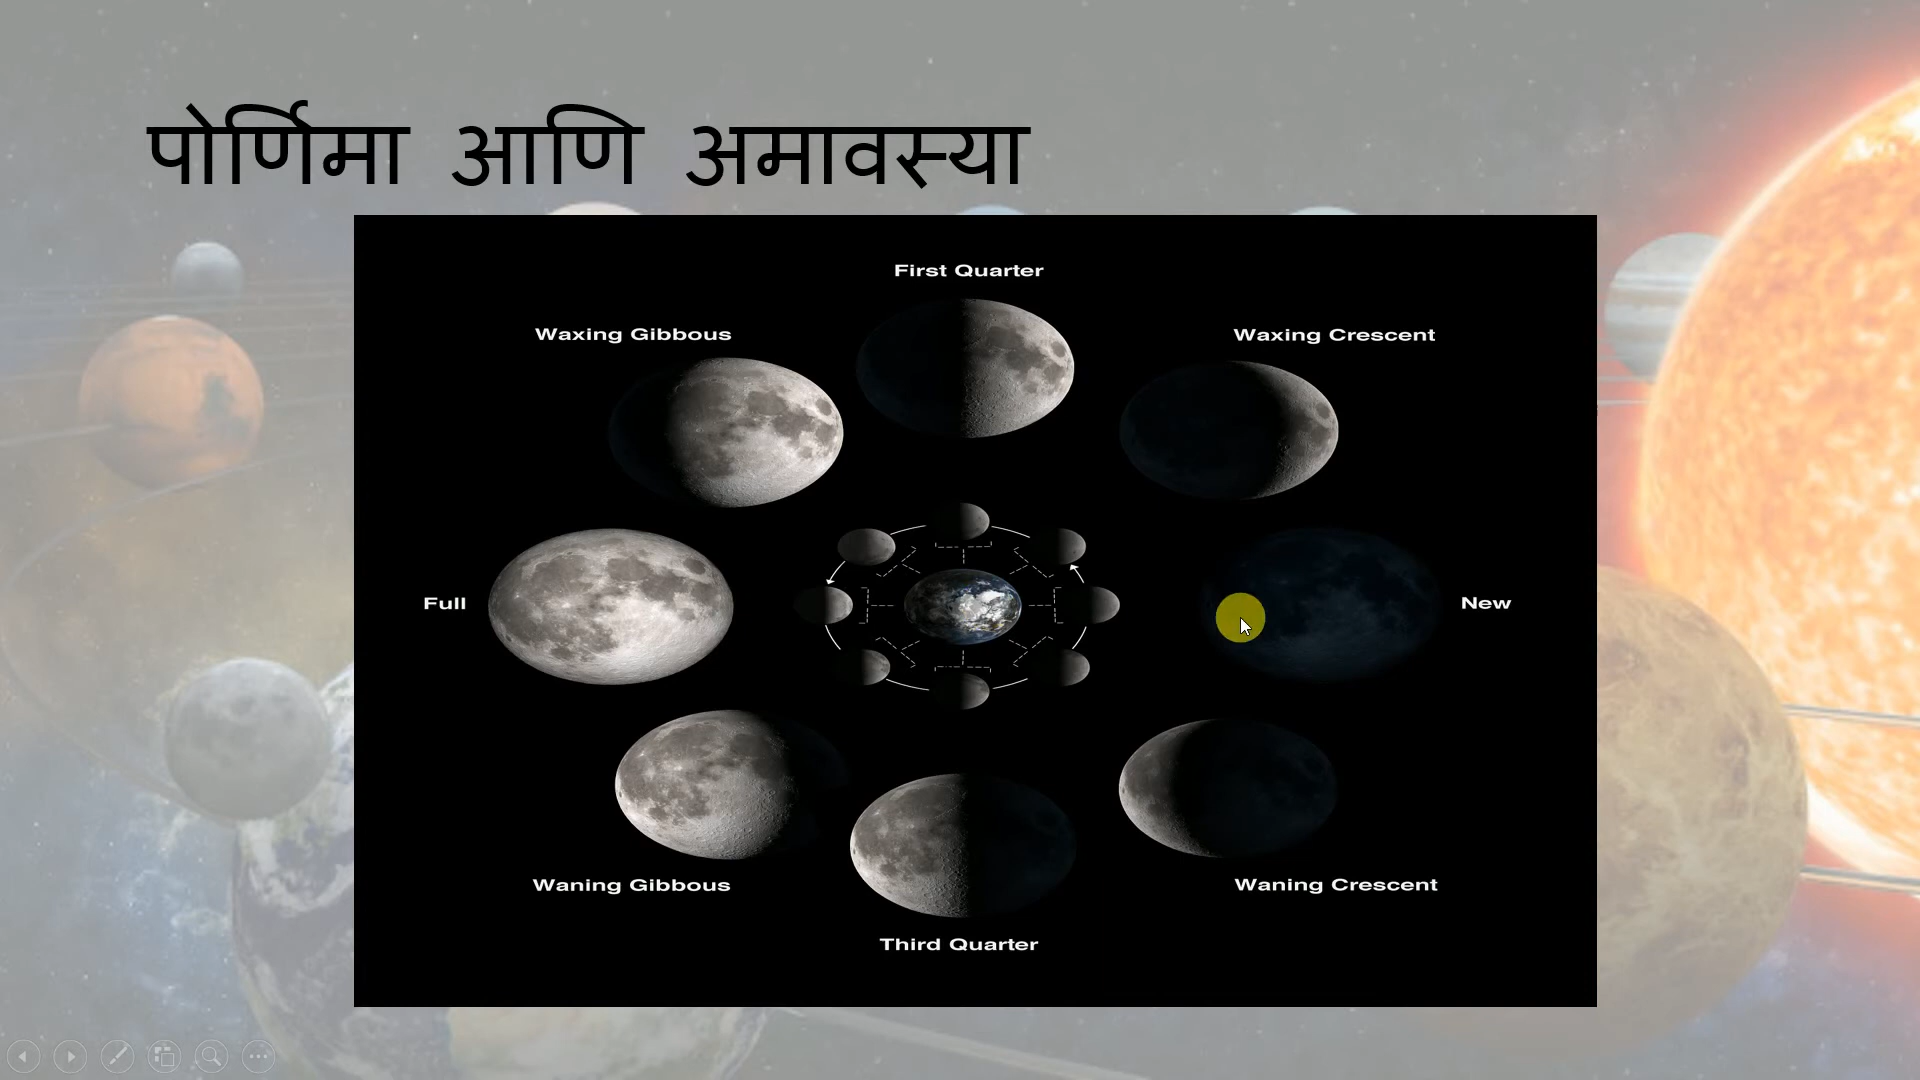 पोर्णिमा आणि अमावस्या
First Quarter
Waxing Gibbous
Waxing Crescent
Full
New
Waning Gibbous
Waning Crescent
Third Quarter